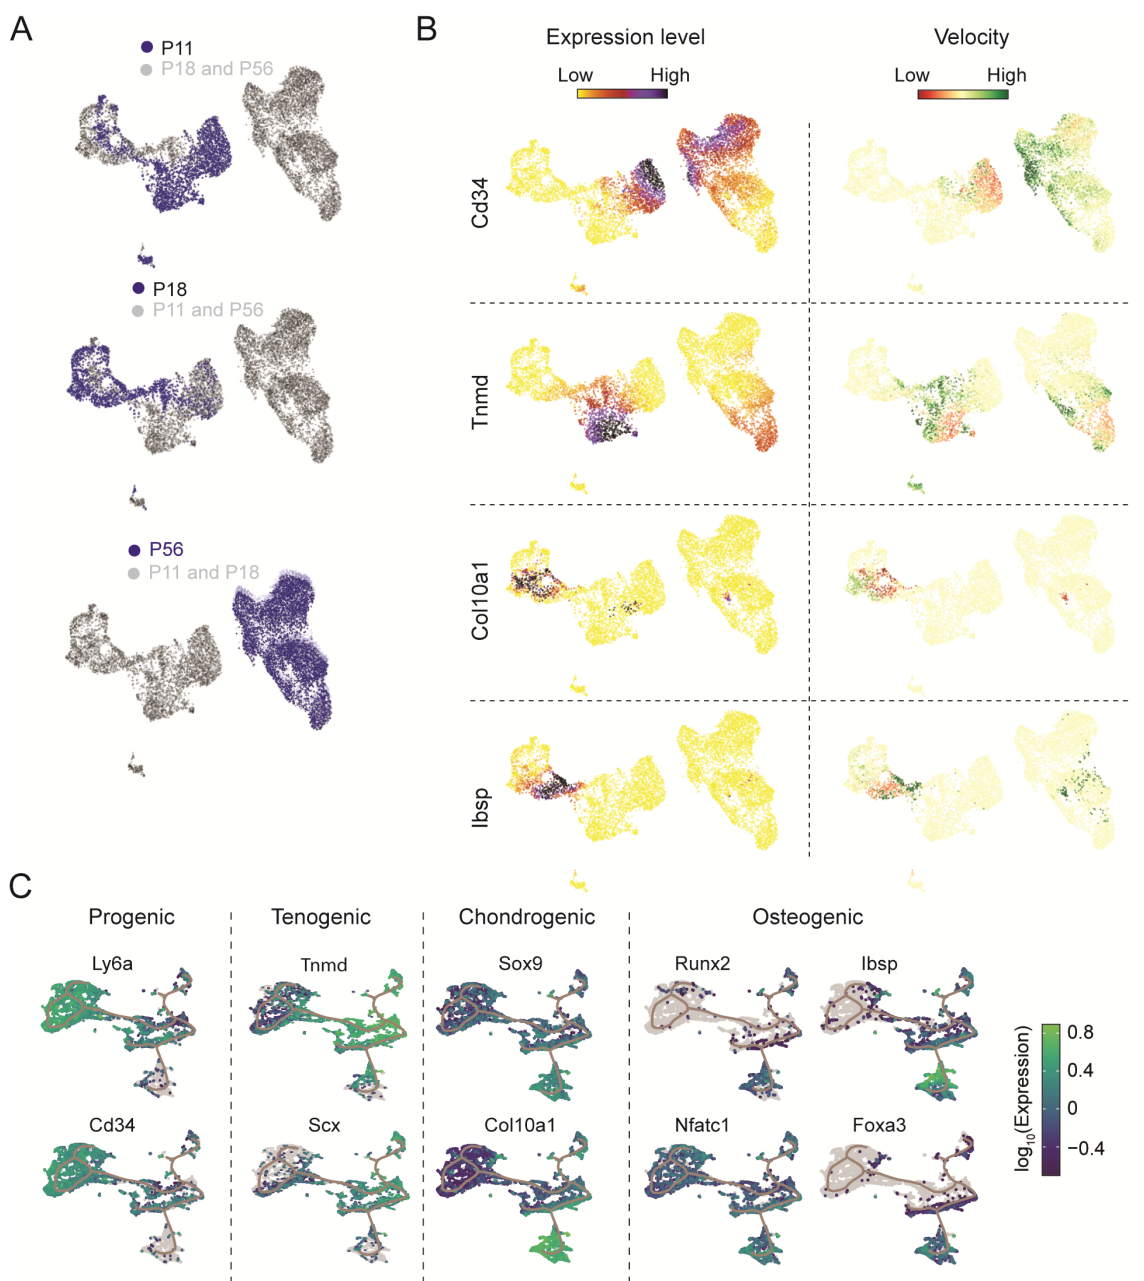 A
P11
P18 and P56
P18
P11 and P56
P56
P11 and P18
B
Expression level
Velocity
Low
High
Low
High
Cd34
Tnmd
Col10a1
Ibsp
C
Progenic
Tenogenic
Chondrogenic
Osteogenic
Ly6a
Tnmd
Sox9
Runx2
Ibsp
Cd34
Scx
Col10a1
Nfatc1
Foxa3
log10(Expression)
0.8
0.4
0
−0.4